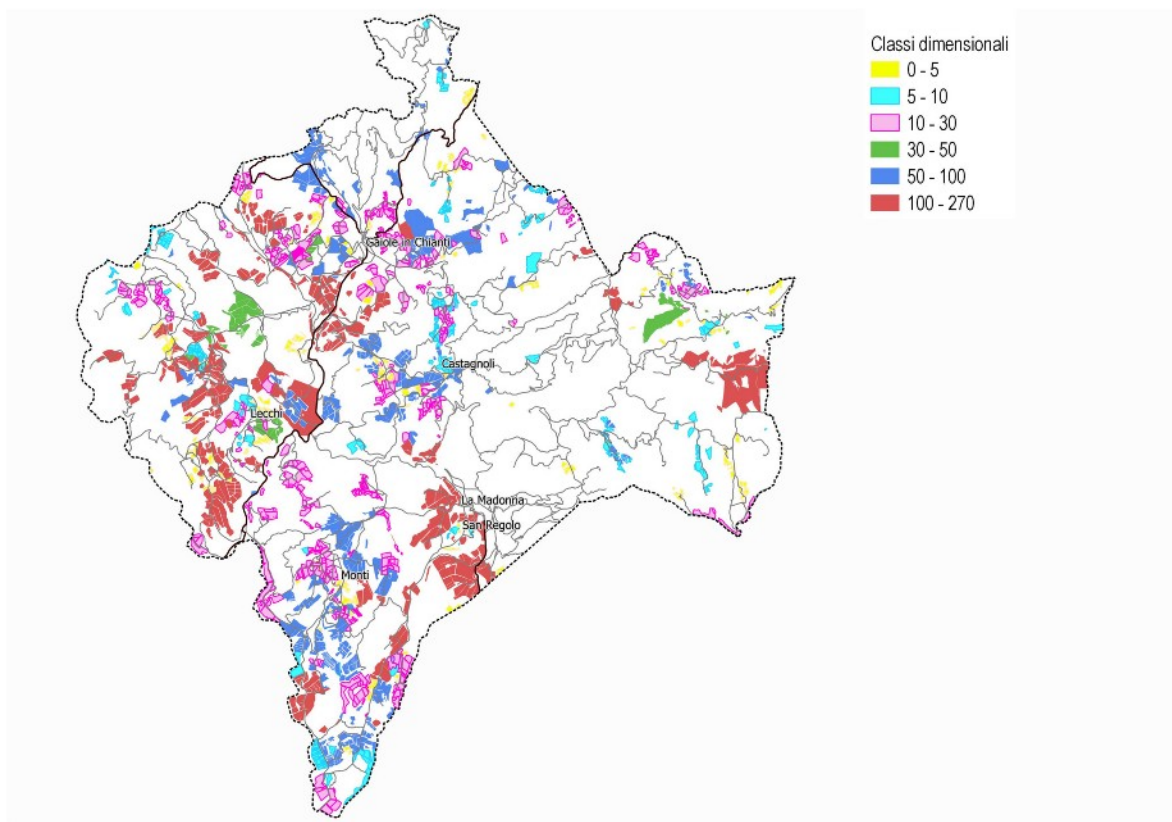 Classi dimensionali
0 - 5
5 - 10
10 - 30
30 - 50
50 - 100
100 - 270
Gaiole in Chianti
Castagnoli
Lecchi
La Madonna
San Regolo
Monti